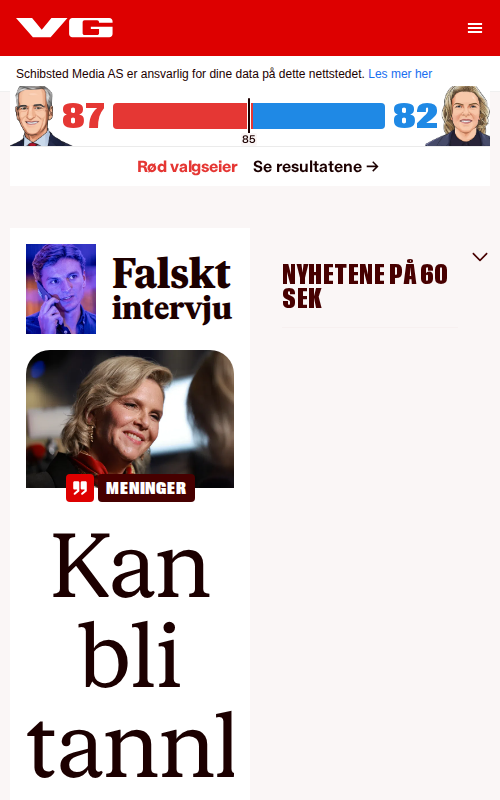 VG
Schibsted Media AS er ansvarlig for dine data på dette nettstedet. Les mer her
87
82
85
Rød valgseier Se resultatene →
Falskt
intervju
MENINGER
Kan
bli
NYHETENE PÅ 60
SEK